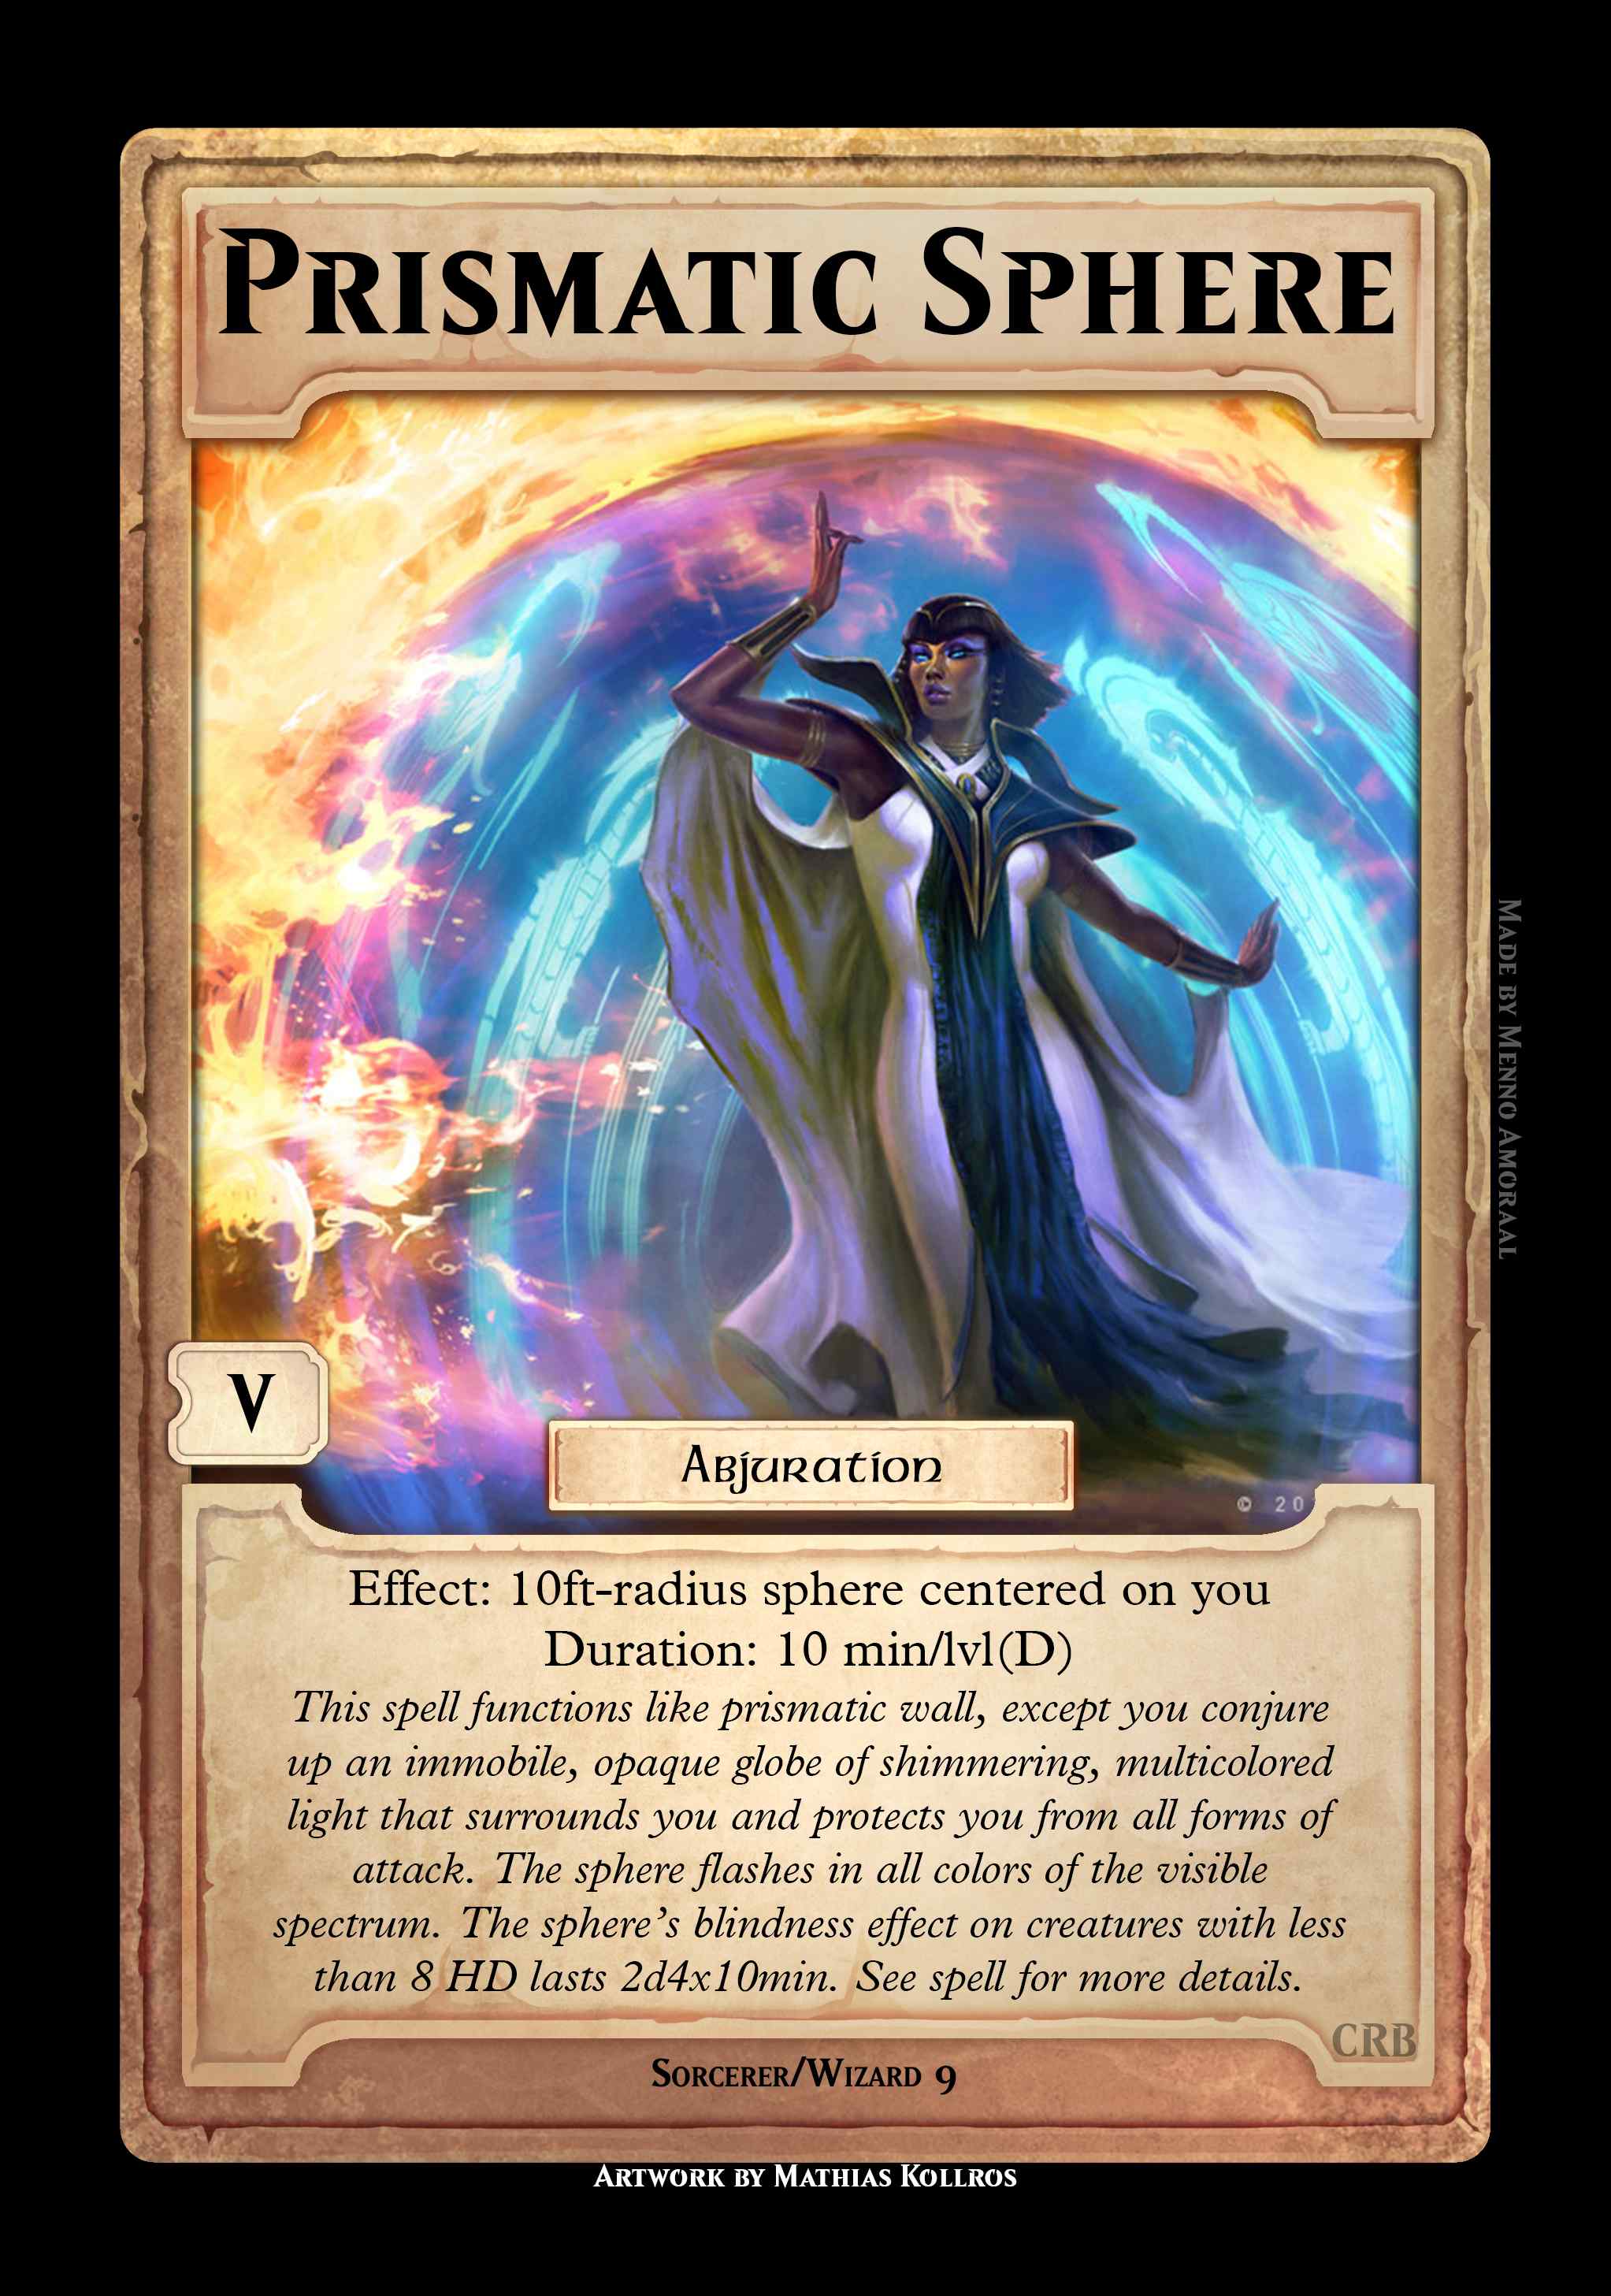 Prismatic Sphere
V
Abjuration
© 20
Effect: 10ft-radius sphere centered on you
Duration: 10 min/lvl(D)
This spell functions like prismatic wall, except you conjure
up an immobile, opaque globe of shimmering, multicolored
light that surrounds you and protects you from all forms of
attack. The sphere flashes in all colors of the visible
spectrum. The sphere’s blindness effect on creatures with less
than 8 HD lasts 2d4x10min. See spell for more details.
CRB
Sorcerer/Wizard 9
Artwork by Mathias Kollros
Made by Menno Amoraal